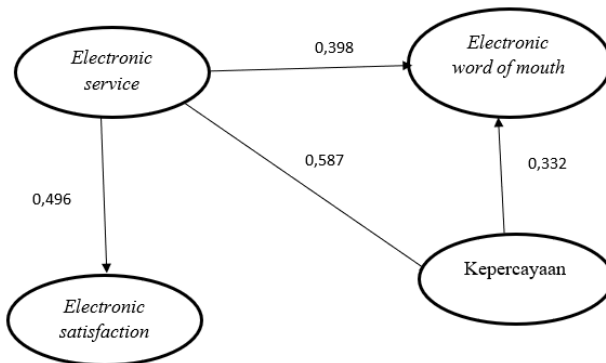 Electronic
service
0,398
Electronic
word of mouth
0,587
0,332
0,496
Kepercayaan
Electronic
satisfaction